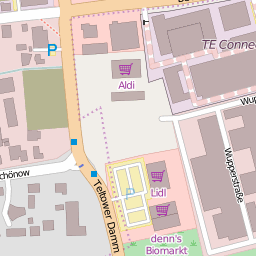 P
TE Conne
Aldi
Wup
Wupperstraße
chönow
Teltower Damm
P
Lidl
denn's
Biomarkt